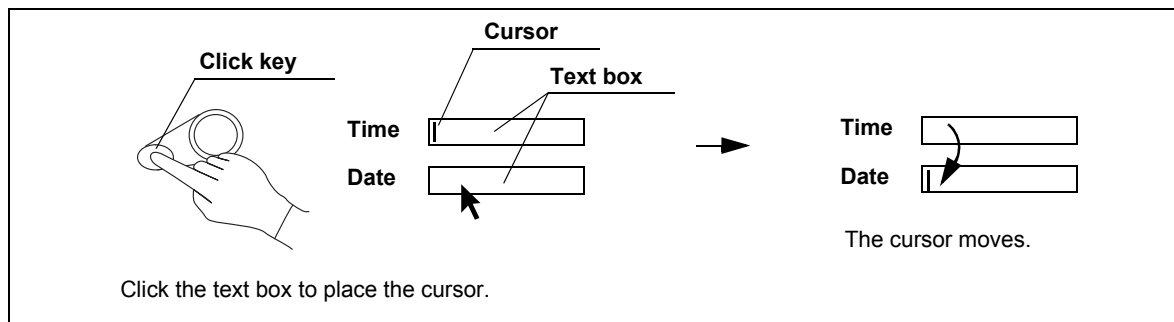 Cursor
Click key
Text box
Time
Date
Time
Date
The cursor moves.
Click the text box to place the cursor.